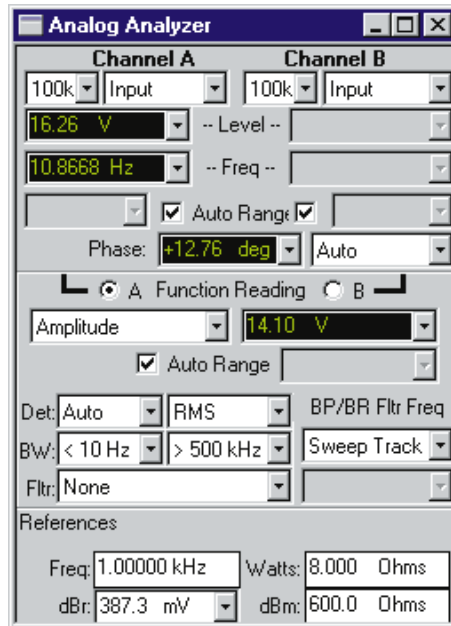 Analog Analyzer
Channel A Channel B
100k Input 100k Input
16.26 V -- Level --
10.8668 Hz -- Freq --
Auto Range
Phase: +12.76 deg Auto
A Function Reading B
Amplitude 14.10 V
Auto Range
Det: Auto RMS BP/BR Fltr Freq
BW: < 10 Hz > 500 kHz Sweep Track
Fltr: None
References
Freq: 1.00000 kHz Watts: 8.000 Ohms
dBr: 387.3 mV dBm: 600.0 Ohms